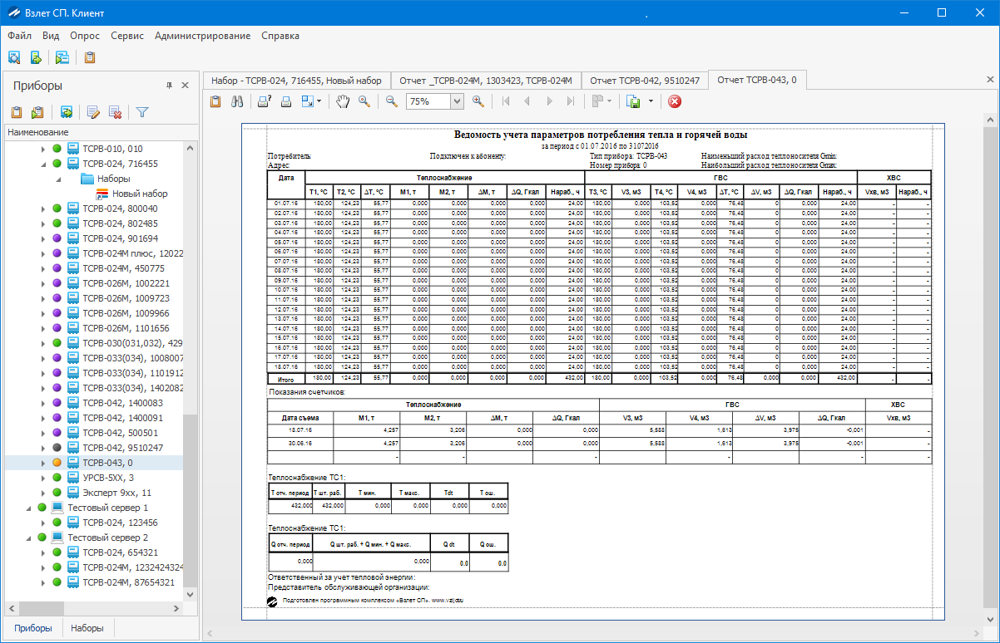 Взлет СП. Клиент
Файл Вид Опрос Сервис Администрирование Справка
Приборы
Наименование
ТСРВ-010, 010
ТСРВ-024, 716455
Наборы
Новый набор
ТСРВ-024, 800040
ТСРВ-024, 802485
ТСРВ-024, 901694
ТСРВ-024М плюс, 12022
ТСРВ-024М, 450775
ТСРВ-026М, 1002221
ТСРВ-026М, 1009723
ТСРВ-026М, 1009966
ТСРВ-026М, 1101656
ТСРВ-030(031,032), 429
ТСРВ-033(034), 1008007
ТСРВ-033(034), 1101912
ТСРВ-033(034), 1402082
ТСРВ-042, 1400083
ТСРВ-042, 1400091
ТСРВ-042, 500501
ТСРВ-042, 9510247
ТСРВ-043, 0
УРСВ-5ХХ, 3
Эксперт 9хх, 11
Тестовый сервер 1
ТСРВ-024, 123456
Тестовый сервер 2
ТСРВ-024, 654321
ТСРВ-024М, 1232424324
ТСРВ-024М, 87654321
Приборы Наборы
Набор - ТСРВ-024, 716455, Новый набор Отчет _ТСРВ-024М, 1303423, ТСРВ-024М Отчет ТСРВ-042, 9510247 Отчет ТСРВ-043, 0
75%
Ведомость учета параметров потребления тепла и горячей воды
за период с 01.07.2016 по 31.07.2016
Потребитель: Подключен к абоненту: Тип прибора: ТСРВ-043 Наименьший расход теплоносителя Gmin:
Адрес: Номер прибора: 0 Наибольший расход теплоносителя Gmax:
Дата Теплоснабжение ГВС ХВС
T1, °C T2, °C ΔT, °C M1, т M2, т ΔM, т ΔQ, Гкал Нараб., ч T3, °C V3, м3 T4, °C V4, м3 ΔT, °C ΔV, м3 ΔQ, Гкал Нараб., ч Vхв, м3 Нараб., ч
01.07.16 180,00 124,23 55,77 0,000 0,000 0,000 0,000 24,00 180,00 0,000 103,52 0,000 76,48 0 0,000 24,00 - -
02.07.16 180,00 124,23 55,77 0,000 0,000 0,000 0,000 24,00 180,00 0,000 103,52 0,000 76,48 0 0,000 24,00 - -
03.07.16 180,00 124,23 55,77 0,000 0,000 0,000 0,000 24,00 180,00 0,000 103,52 0,000 76,48 0 0,000 24,00 - -
04.07.16 180,00 124,23 55,77 0,000 0,000 0,000 0,000 24,00 180,00 0,000 103,52 0,000 76,48 0 0,000 24,00 - -
05.07.16 180,00 124,23 55,77 0,000 0,000 0,000 0,000 24,00 180,00 0,000 103,52 0,000 76,48 0 0,000 24,00 - -
06.07.16 180,00 124,23 55,77 0,000 0,000 0,000 0,000 24,00 180,00 0,000 103,52 0,000 76,48 0 0,000 24,00 - -
07.07.16 180,00 124,23 55,77 0,000 0,000 0,000 0,000 24,00 180,00 0,000 103,52 0,000 76,48 0 0,000 24,00 - -
08.07.16 180,00 124,23 55,77 0,000 0,000 0,000 0,000 24,00 180,00 0,000 103,52 0,000 76,48 0 0,000 24,00 - -
09.07.16 180,00 124,23 55,77 0,000 0,000 0,000 0,000 24,00 180,00 0,000 103,52 0,000 76,48 0 0,000 24,00 - -
10.07.16 180,00 124,23 55,77 0,000 0,000 0,000 0,000 24,00 180,00 0,000 103,52 0,000 76,48 0 0,000 24,00 - -
11.07.16 180,00 124,23 55,77 0,000 0,000 0,000 0,000 24,00 180,00 0,000 103,52 0,000 76,48 0 0,000 24,00 - -
12.07.16 180,00 124,23 55,77 0,000 0,000 0,000 0,000 24,00 180,00 0,000 103,52 0,000 76,48 0 0,000 24,00 - -
13.07.16 180,00 124,23 55,77 0,000 0,000 0,000 0,000 24,00 180,00 0,000 103,52 0,000 76,48 0 0,000 24,00 - -
14.07.16 180,00 124,23 55,77 0,000 0,000 0,000 0,000 24,00 180,00 0,000 103,52 0,000 76,48 0 0,000 24,00 - -
15.07.16 180,00 124,23 55,77 0,000 0,000 0,000 0,000 24,00 180,00 0,000 103,52 0,000 76,48 0 0,000 24,00 - -
16.07.16 180,00 124,23 55,77 0,000 0,000 0,000 0,000 24,00 180,00 0,000 103,52 0,000 76,48 0 0,000 24,00 - -
17.07.16 180,00 124,23 55,77 0,000 0,000 0,000 0,000 24,00 180,00 0,000 103,52 0,000 76,48 0 0,000 24,00 - -
18.07.16 180,00 124,23 55,77 0,000 0,000 0,000 0,000 24,00 180,00 0,000 103,52 0,000 76,48 0 0,000 24,00 - -
Итого 180,00 124,23 55,77 0,000 0,000 0,000 0,000 432,00 180,00 0,000 103,52 0,000 76,48 0,000 0,000 432,00 - -
Показания счетчиков:
Теплоснабжение ГВС ХВС
Дата съема M1, т M2, т ΔM, т ΔQ, Гкал V3, м3 V4, м3 ΔV, м3 ΔQ, Гкал Vхв, м3
18.07.16 4,257 3,206 0,000 0,000 5,588 1,613 3,975 -0,001 -
30.06.16 4,257 3,206 0,000 0,000 5,588 1,613 3,975 -0,001 -
- - - - - - - - -
Теплоснабжение ТС1:
T отч. период T шт. раб. T мин. T макс. Tdt T ош.
432,000 432,000 0,000 0,000 0,000 0,000
Теплоснабжение ТС1:
Q отч. период Q шт. раб. + Q мин. + Q макс. Q dt Q ош.
0,000 0,000 0.0 0.0
Ответственный за учет тепловой энергии:
Представитель обслуживающей организации:
Подготовлен программным комплексом «Взлет СП». www.vzljot.ru